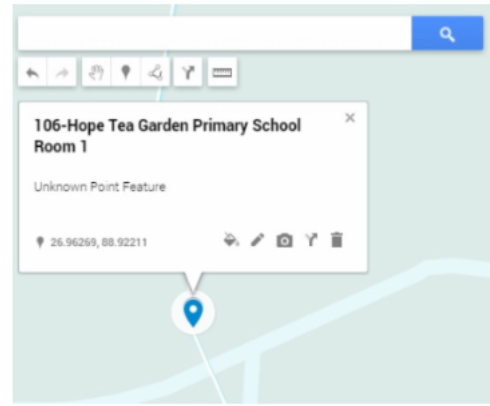 106-Hope Tea Garden Primary School
Room 1
Unknown Point Feature
26.96269, 88.92211